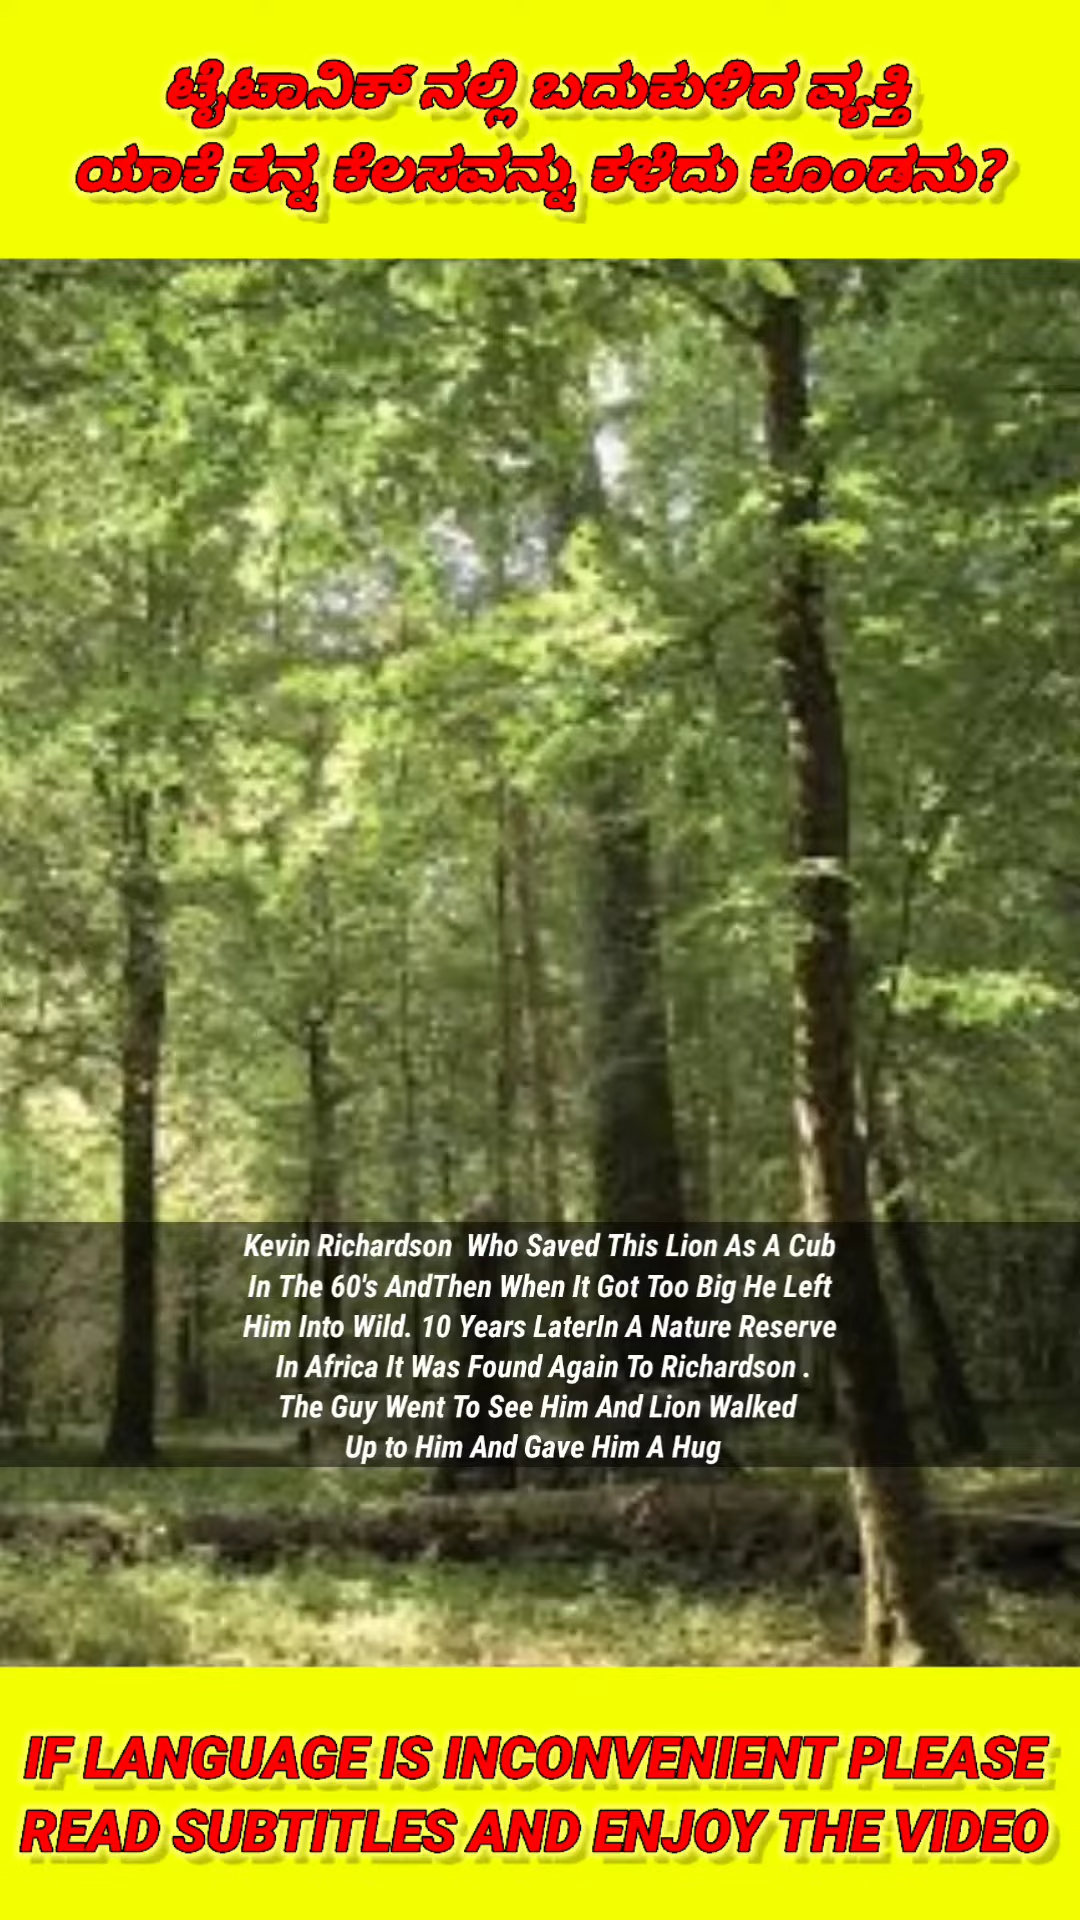 ಟೈಟಾನಿಕ್ ನಲ್ಲಿ ಬದುಕುಳಿದ ವ್ಯಕ್ತಿ
ಯಾಕೆ ತನ್ನ ಕೆಲಸವನ್ನು ಕಳೆದು ಕೊಂಡನು?
Kevin Richardson  Who Saved This Lion As A Cub
In The 60's AndThen When It Got Too Big He Left
Him Into Wild. 10 Years LaterIn A Nature Reserve
In Africa It Was Found Again To Richardson .
The Guy Went To See Him And Lion Walked
Up to Him And Gave Him A Hug
IF LANGUAGE IS INCONVENIENT PLEASE
READ SUBTITLES AND ENJOY THE VIDEO